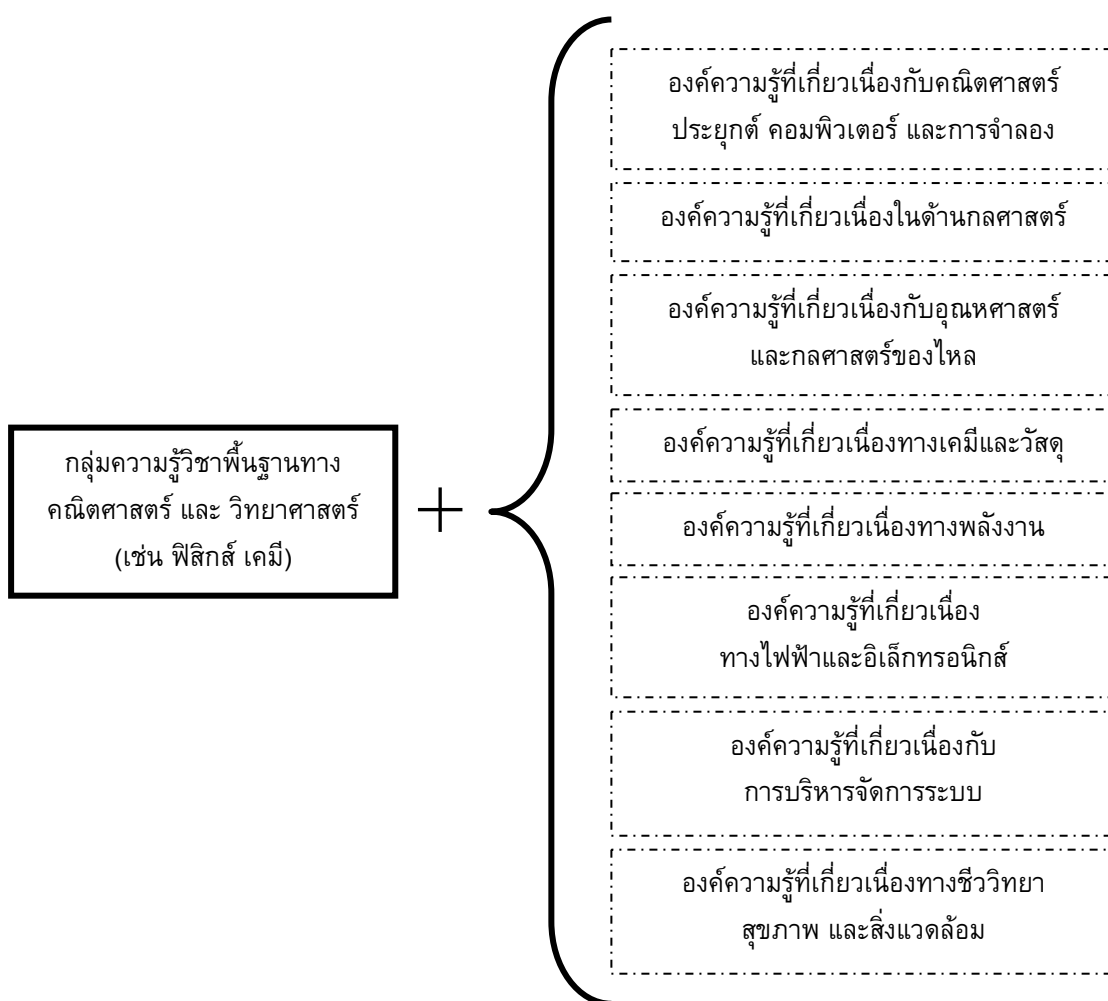 องค์ความรู้ที่เกี่ยวเนื่องกับคณิตศาสตร์
ประยุกต์ คอมพิวเตอร์ และการจำลอง
องค์ความรู้ที่เกี่ยวเนื่องในด้านกลศาสตร์
องค์ความรู้ที่เกี่ยวเนื่องกับอุณหศาสตร์
และกลศาสตร์ของไหล
กลุ่มความรู้วิชาพื้นฐานทาง
คณิตศาสตร์ และ วิทยาศาสตร์
(เช่น ฟิสิกส์ เคมี)
+
องค์ความรู้ที่เกี่ยวเนื่องทางเคมีและวัสดุ
องค์ความรู้ที่เกี่ยวเนื่องทางพลังงาน
องค์ความรู้ที่เกี่ยวเนื่อง
ทางไฟฟ้าและอิเล็กทรอนิกส์
องค์ความรู้ที่เกี่ยวเนื่องกับ
การบริหารจัดการระบบ
องค์ความรู้ที่เกี่ยวเนื่องทางชีววิทยา
สุขภาพ และสิ่งแวดล้อม